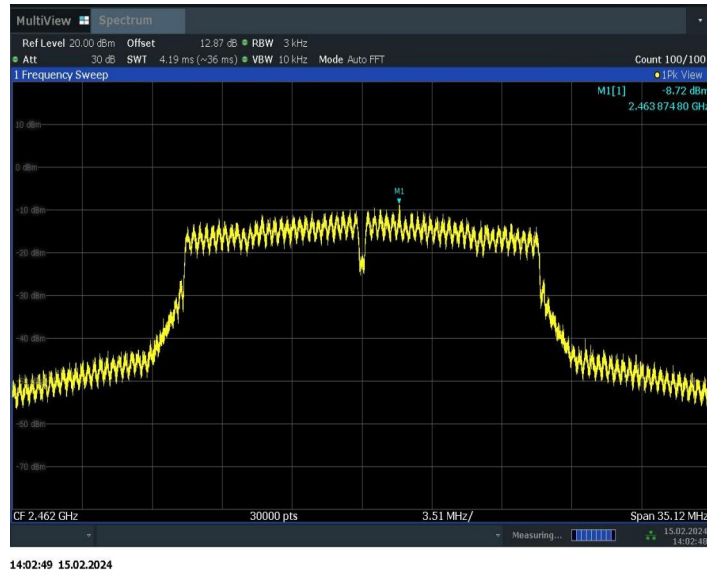 MultiView Spectrum
Ref Level 20.00 dBm Offset 12.87 dB RBW 3 kHz
Att 30 dB SWT 4.19 ms (~36 ms) VBW 10 kHz Mode Auto FFT Count 100/100
1 Frequency Sweep 1Pk View
M1[1] -8.72 dBm
2.463 874 80 GHz
10 dBm
0 dBm
M1
-10 dBm
-20 dBm
-30 dBm
-40 dBm
-60 dBm
-70 dBm
CF 2.462 GHz 30000 pts 3.51 MHz/ Span 35.12 MHz
Measuring... 15.02.2024
14:02:48
14:02:49 15.02.2024